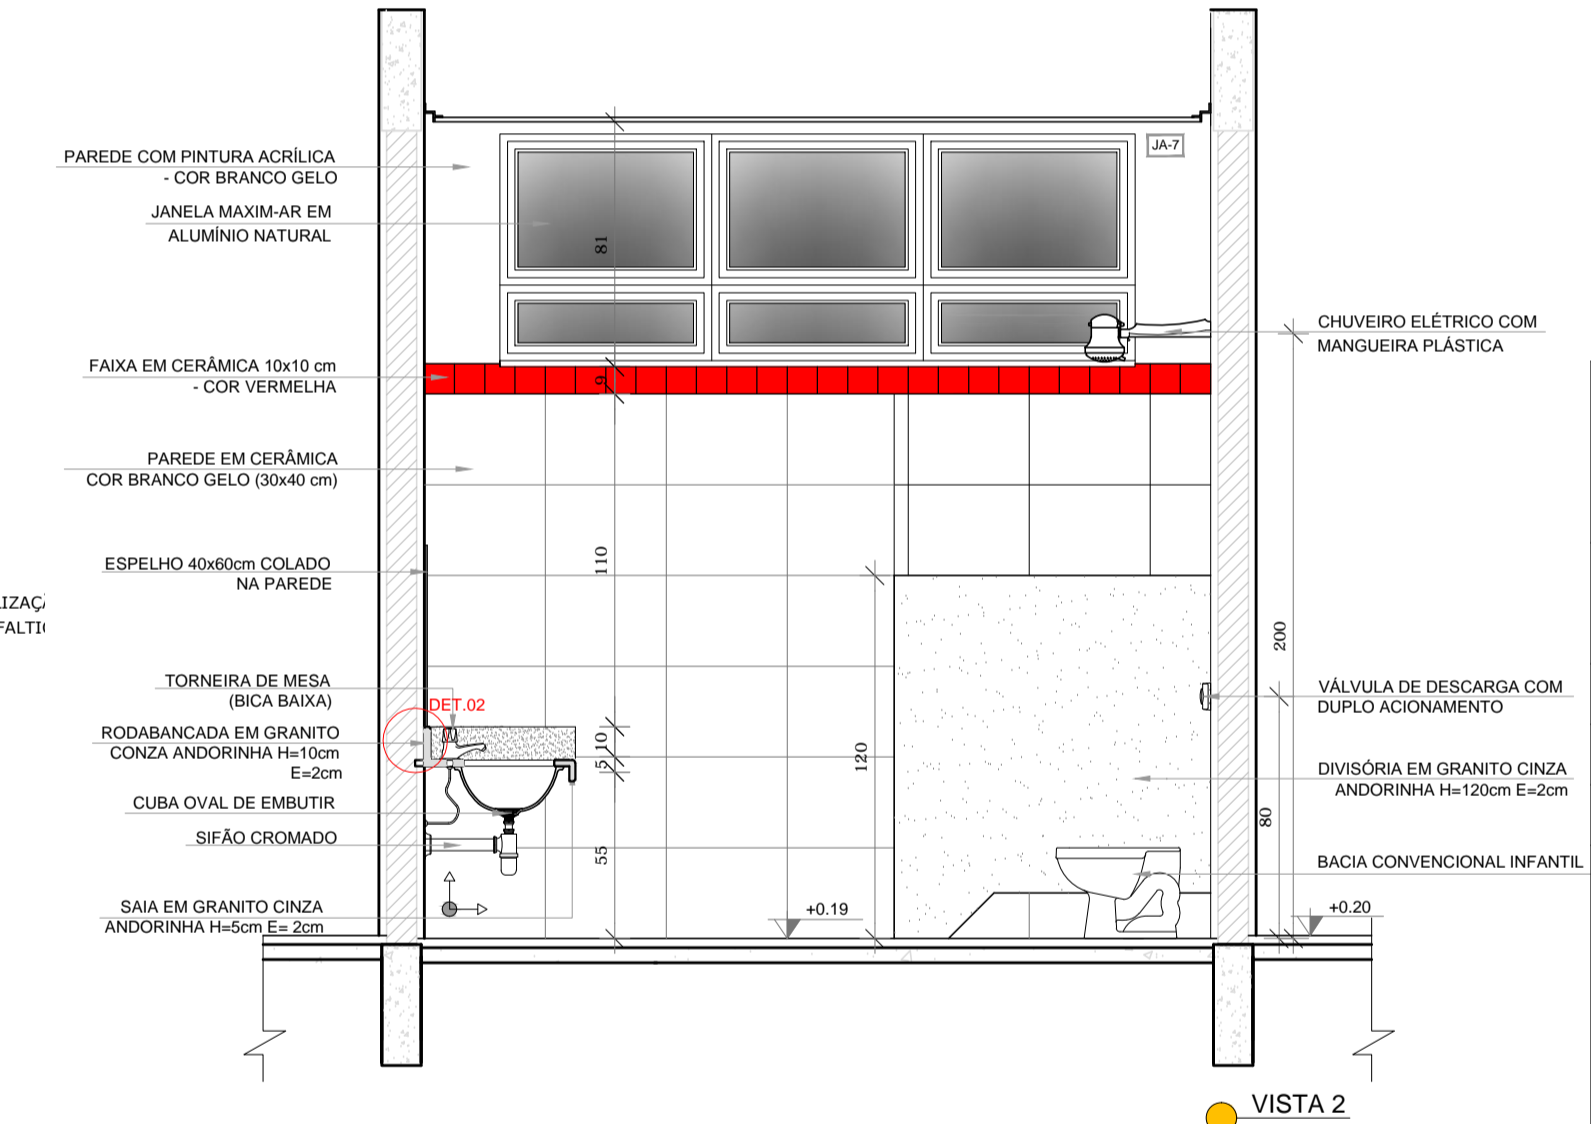 PAREDE COM PINTURA ACRÍLICA
- COR BRANCO GELO
JANELA MAXIM-AR EM
ALUMÍNIO NATURAL
FAIXA EM CERÂMICA 10x10 cm
- COR VERMELHA
PAREDE EM CERÂMICA
COR BRANCO GELO (30x40 cm)
ESPELHO 40x60cm COLADO
NA PAREDE
IZAÇ
FALTI
TORNEIRA DE MESA
(BICA BAIXA)
DET.02
RODABANCADA EM GRANITO
CONZA ANDORINHA H=10cm
E=2cm
CUBA OVAL DE EMBUTIR
SIFÃO CROMADO
SAIA EM GRANITO CINZA
ANDORINHA H=5cm E= 2cm
81
9
110
10
5
55
120
+0.19
JA-7
CHUVEIRO ELÉTRICO COM
MANGUEIRA PLÁSTICA
200
VÁLVULA DE DESCARGA COM
DUPLO ACIONAMENTO
DIVISÓRIA EM GRANITO CINZA
ANDORINHA H=120cm E=2cm
80
BACIA CONVENCIONAL INFANTIL
+0.20
VISTA 2